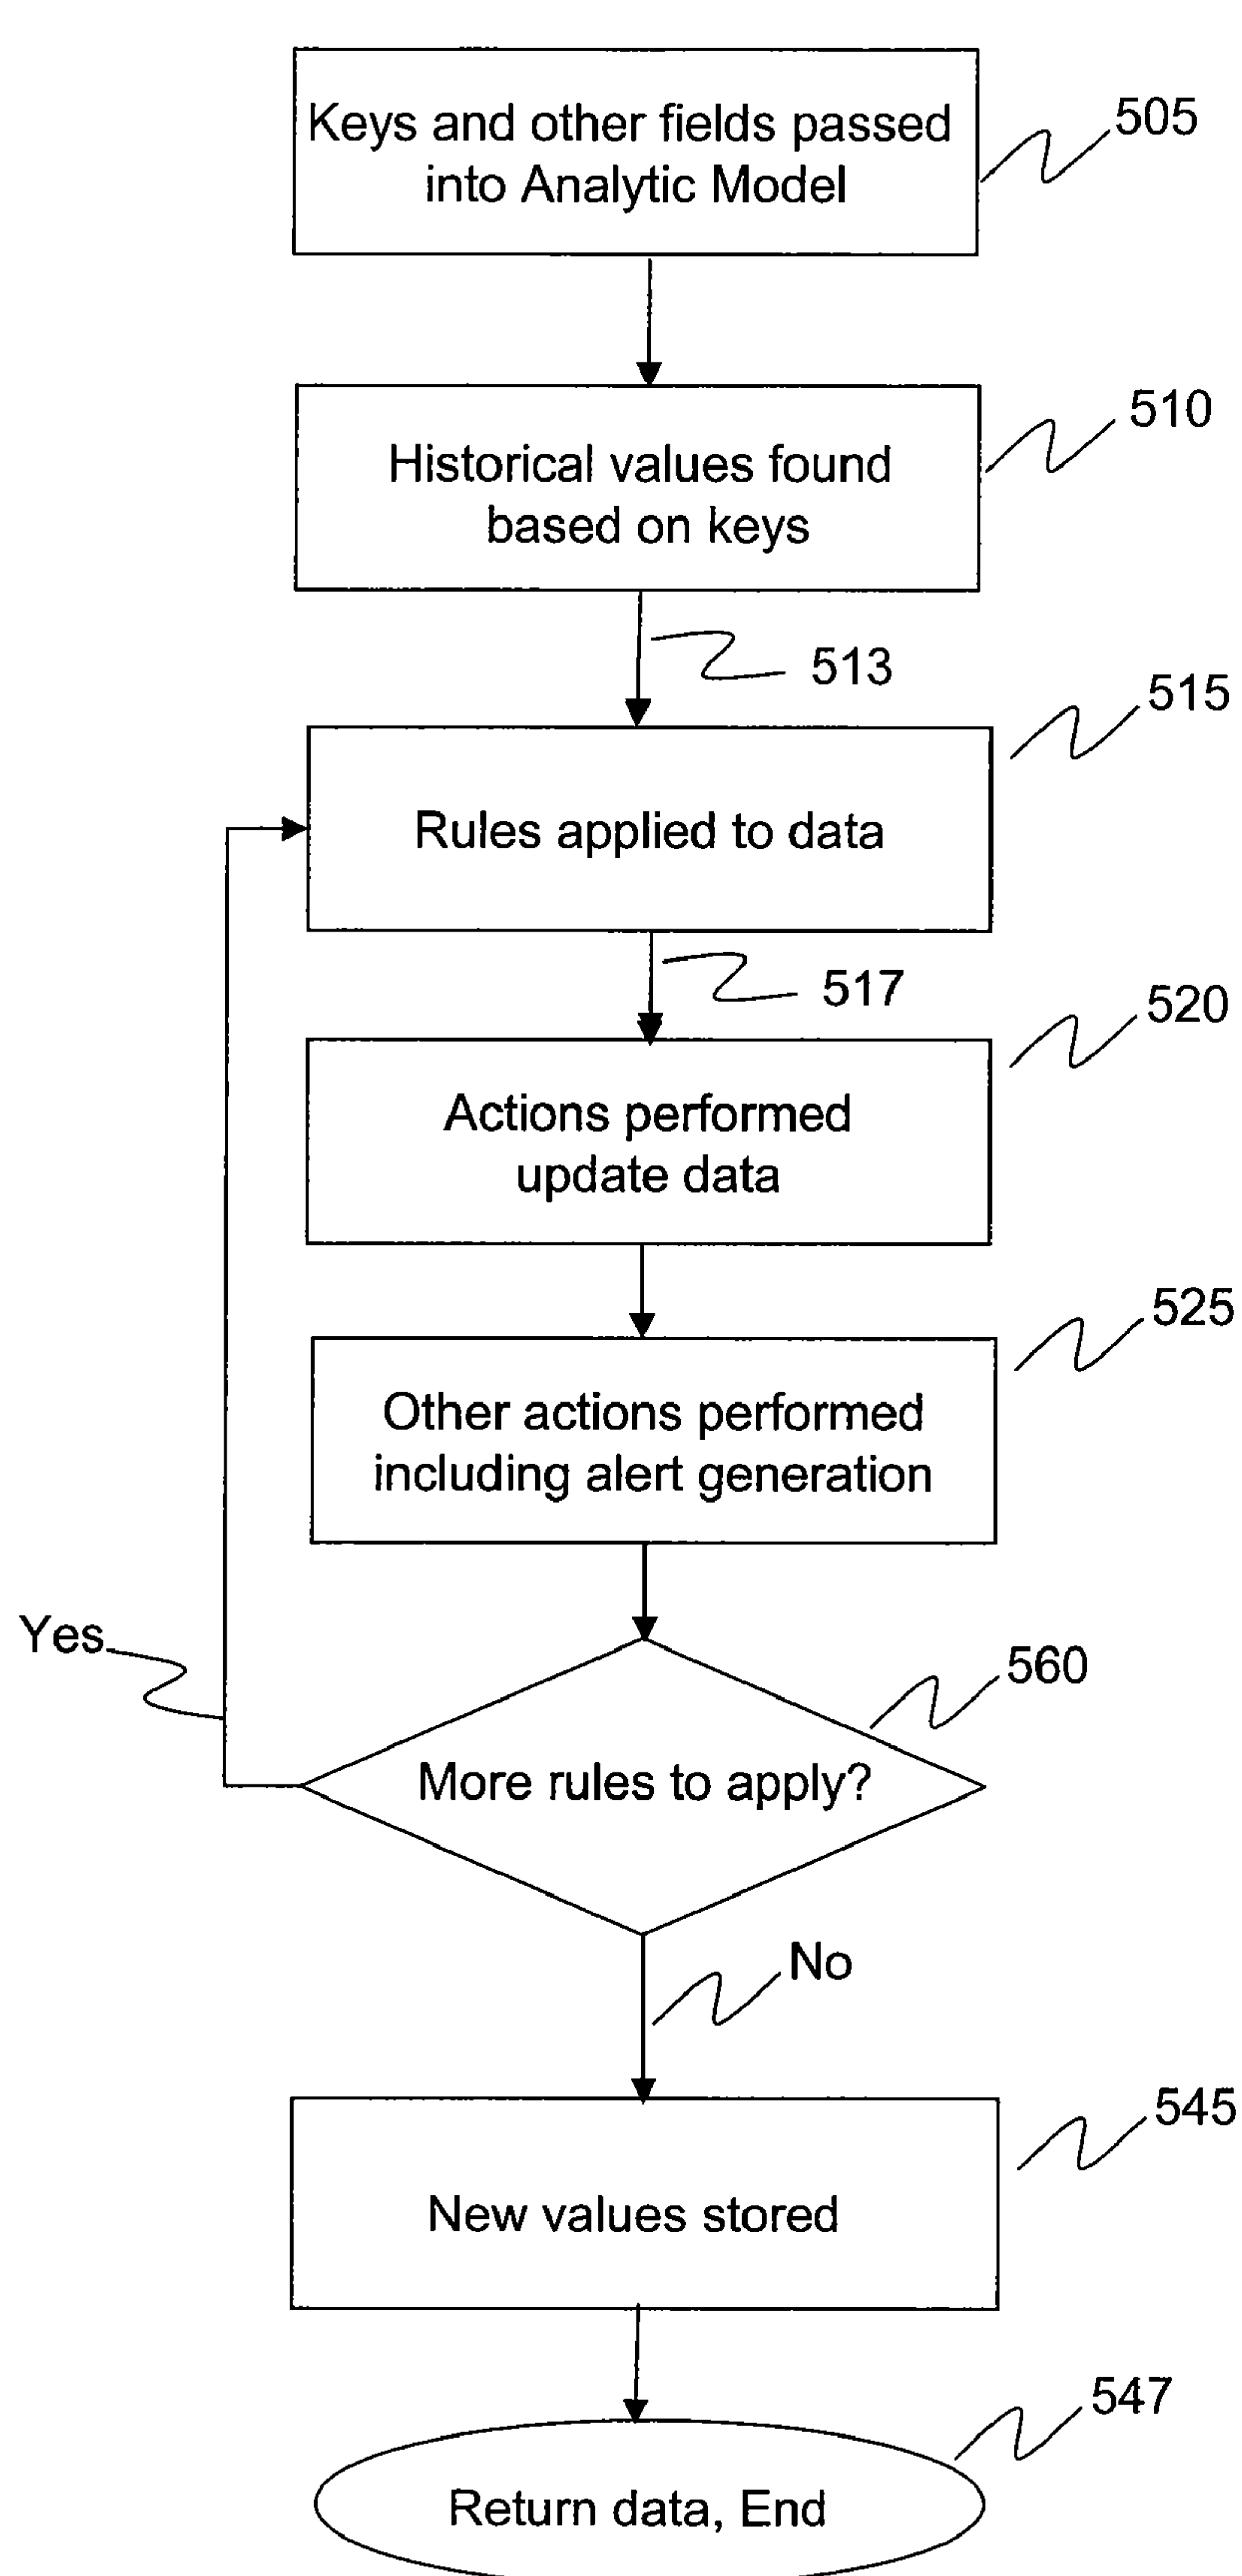 Keys and other fields passed
into Analytic Model
505
Historical values found
based on keys
510
513
515
Rules applied to data
517
520
Actions performed
update data
525
Other actions performed
including alert generation
Yes
560
More rules to apply?
No
545
New values stored
547
Return data, End